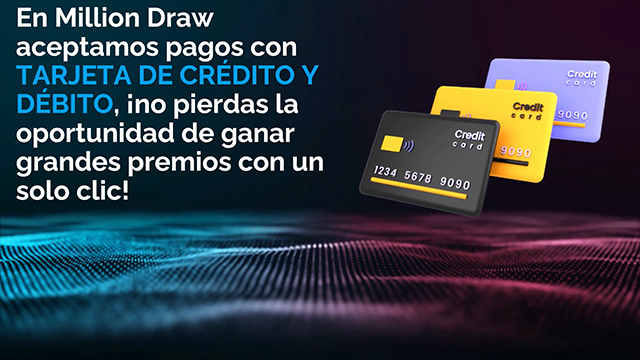 En Million Draw
aceptamos pagos con
TARJETA DE CRÉDITO Y
DÉBITO, ¡no pierdas la
oportunidad de ganar
grandes premios con un
solo clic!
Credit
card
9090
Credit
card
9090
Credit
card
1234 5678 9090